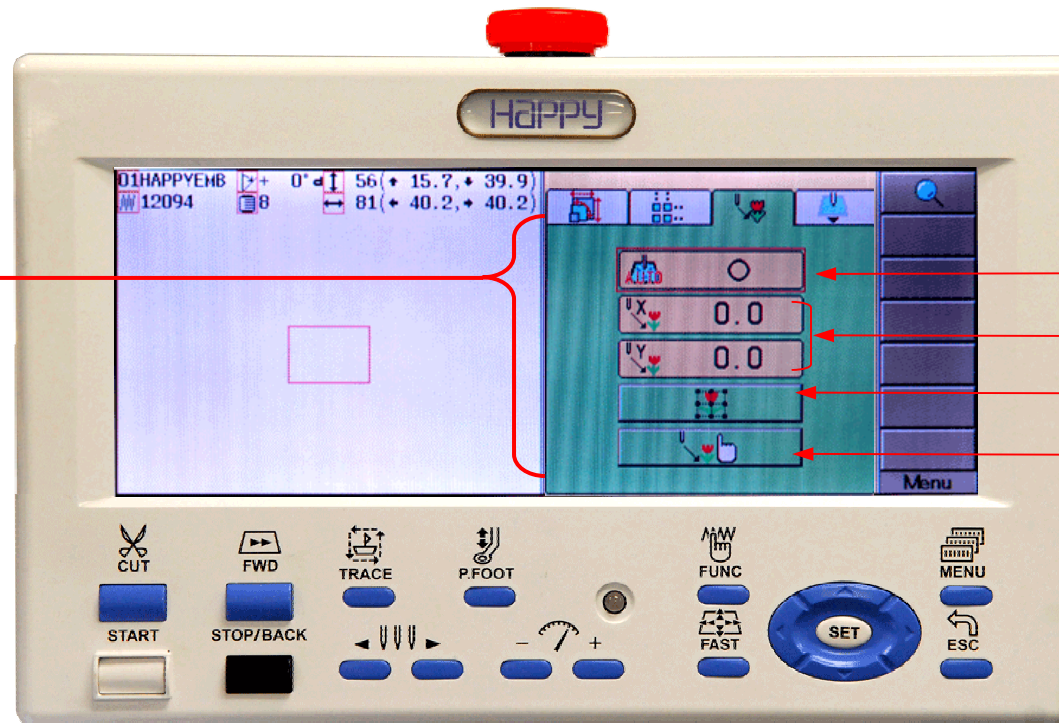 Happy
01HAPPYEMB + 0° d 56(↑ 15.7,↓ 39.9)
12094 8 81(← 40.2,→ 40.2)
AUTO ○
X 0.0
Y 0.0
Menu
CUT
FWD
TRACE
P.FOOT
FUNC
MENU
START
STOP/BACK
- +
FAST
SET
ESC